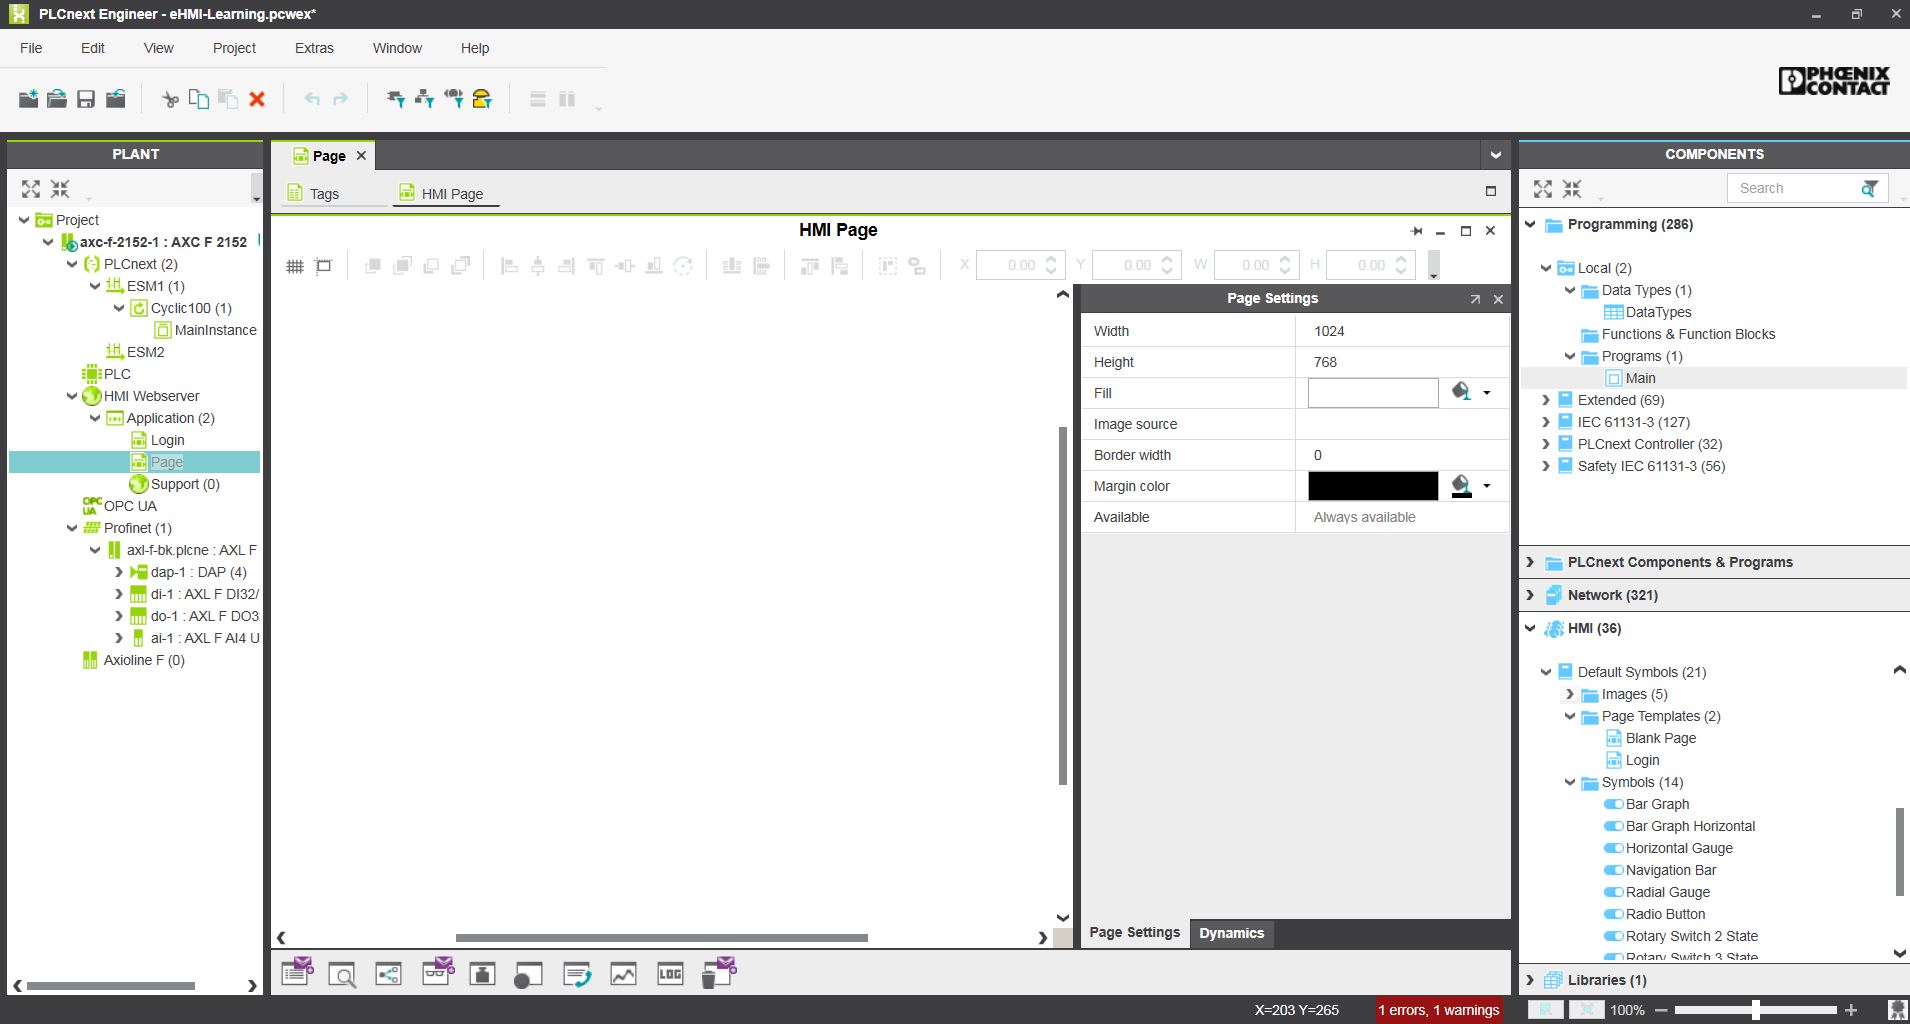 PLCnext Engineer - eHMI-Learning.pcwex*
File Edit View Project Extras Window Help
PHŒNIX
CONTACT
PLANT
Project
axc-f-2152-1 : AXC F 2152
PLCnext (2)
ESM1 (1)
Cyclic100 (1)
MainInstance
ESM2
PLC
HMI Webserver
Application (2)
Login
Page
Support (0)
OPC UA
OPC UA
Profinet (1)
axl-f-bk.plcne : AXL F
dap-1 : DAP (4)
di-1 : AXL F DI32/
do-1 : AXL F DO3
ai-1 : AXL F AI4 U
Axioline F (0)
Page
Tags HMI Page
HMI Page
X 0.00 Y 0.00 W 0.00 H 0.00
Page Settings
Width 1024
Height 768
Fill
Image source
Border width 0
Margin color
Available Always available
Page Settings Dynamics
LOG
COMPONENTS
Search
Programming (286)
Local (2)
Data Types (1)
DataTypes
Functions & Function Blocks
Programs (1)
Main
Extended (69)
IEC 61131-3 (127)
PLCnext Controller (32)
Safety IEC 61131-3 (56)
PLCnext Components & Programs
Network (321)
HMI (36)
Default Symbols (21)
Images (5)
Page Templates (2)
Blank Page
Login
Symbols (14)
Bar Graph
Bar Graph Horizontal
Horizontal Gauge
Navigation Bar
Radial Gauge
Radio Button
Rotary Switch 2 State
Rotary Switch 3 State
Libraries (1)
X=203 Y=265 1 errors, 1 warnings 100%